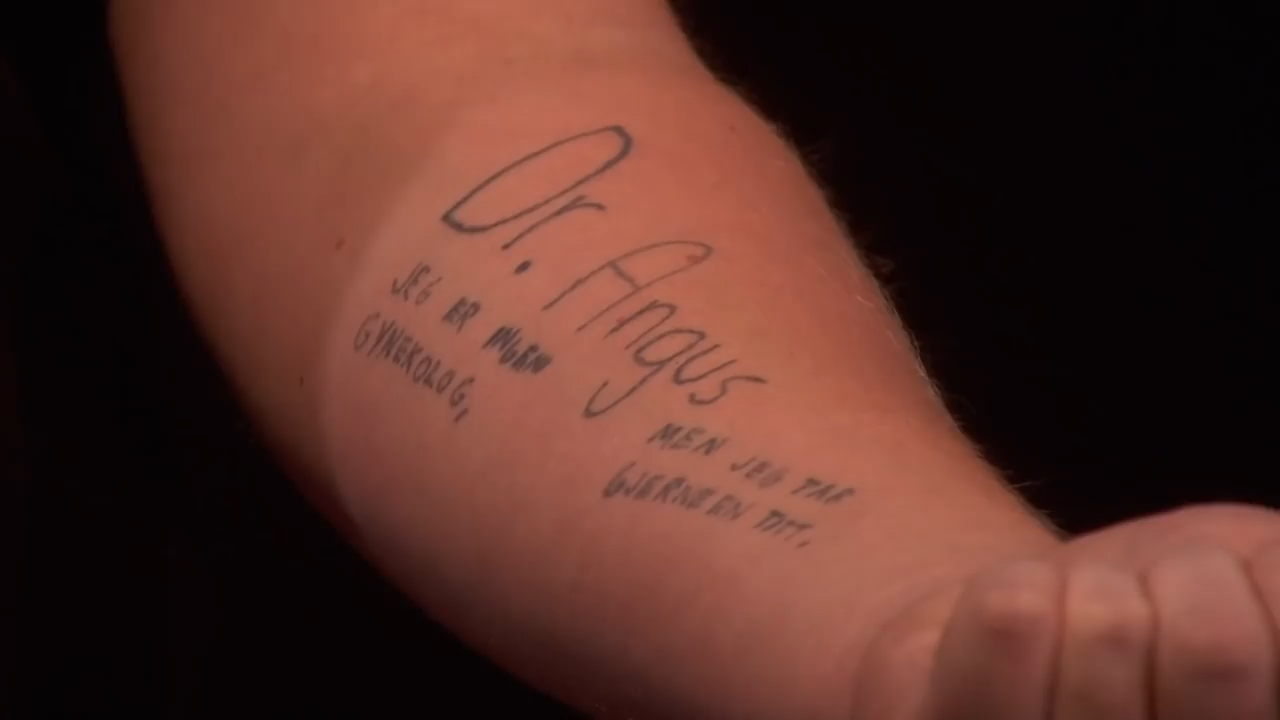 Dr. Angus
JEG ER INGEN
GYNEKOLOG,
MEN JEG TAR
GJERNE EN TITT.